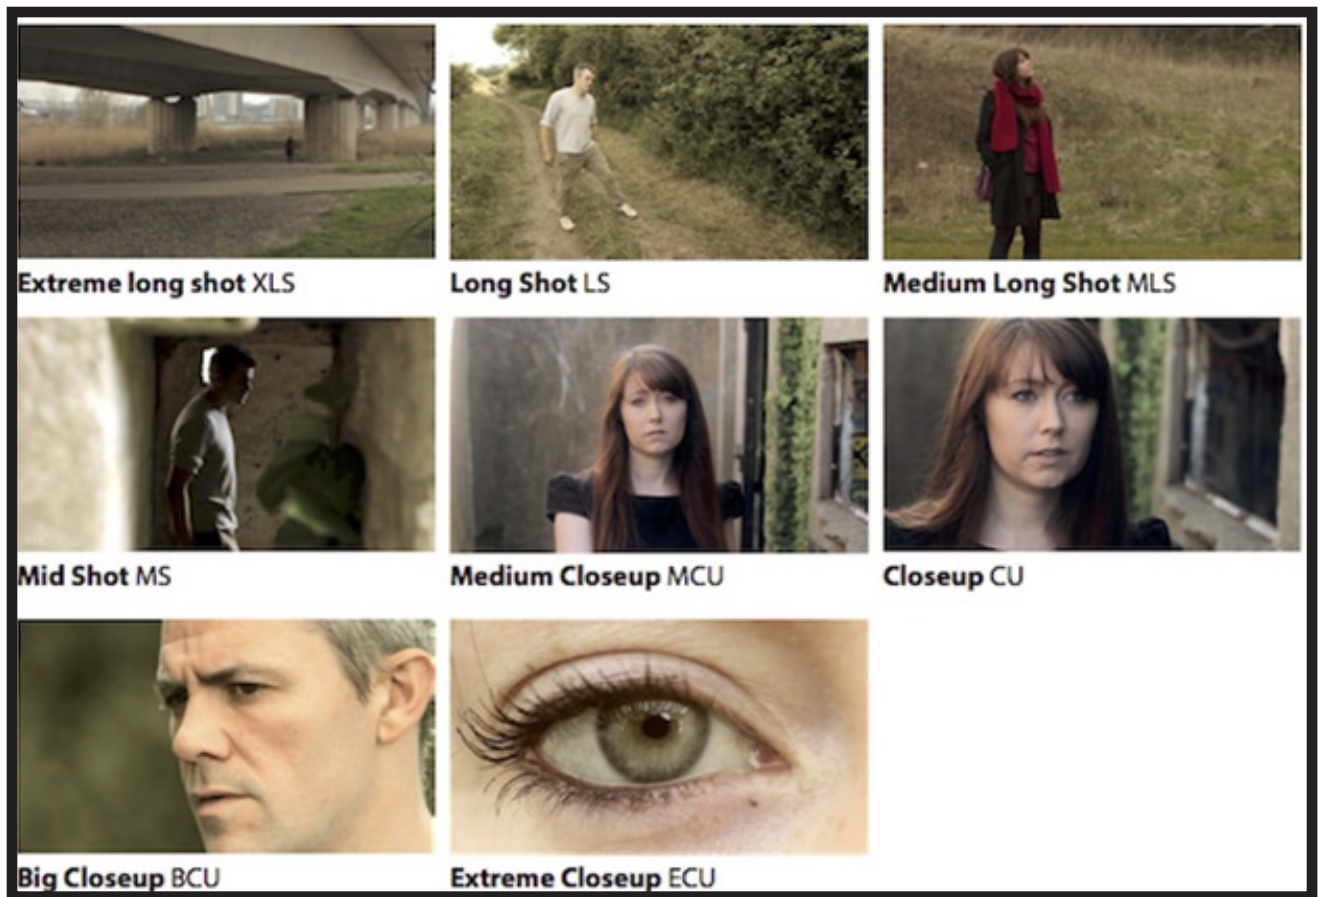 Extreme long shot XLS
Long Shot LS
Medium Long Shot MLS
Mid Shot MS
Medium Closeup MCU
Closeup CU
Big Closeup BCU
Extreme Closeup ECU